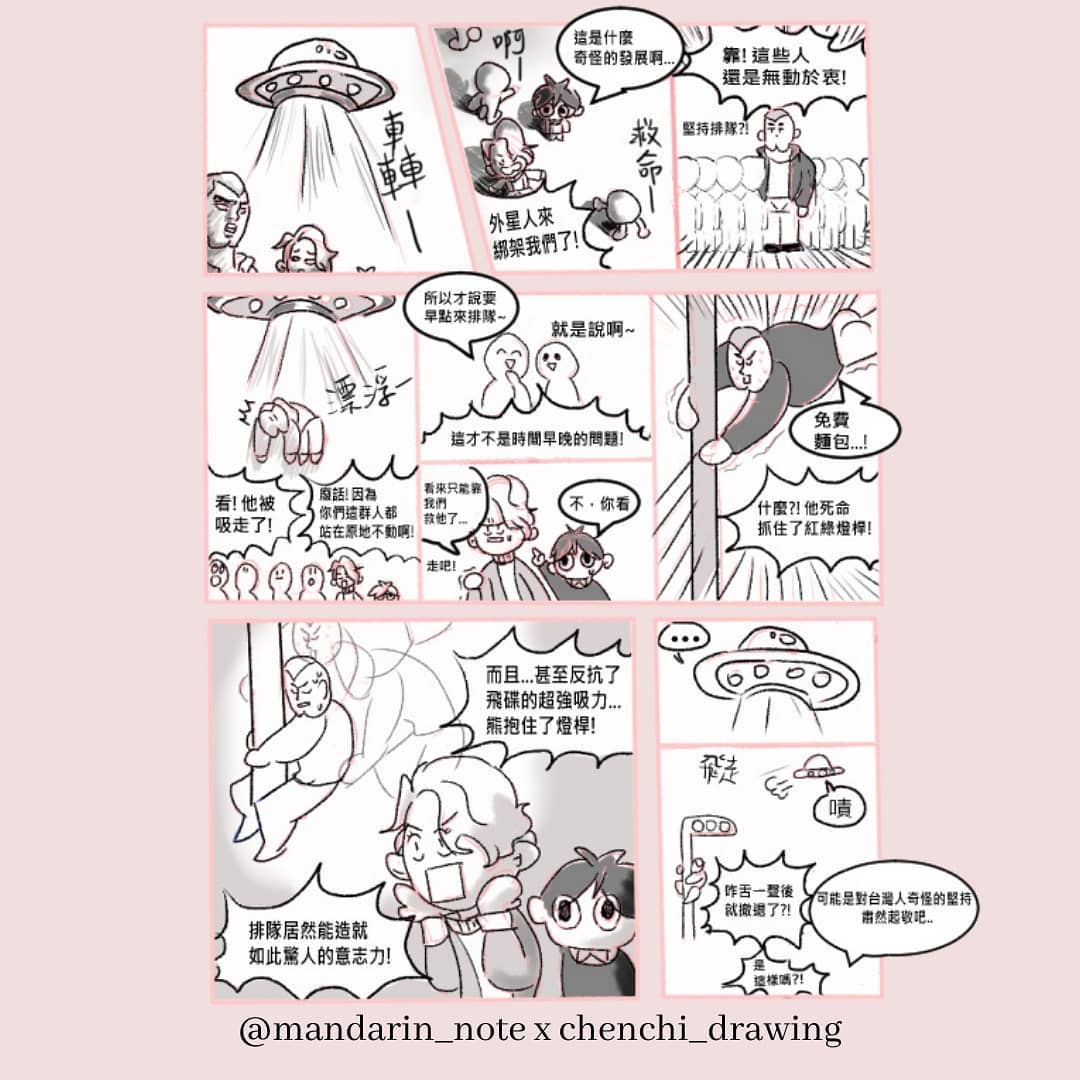 車
轉
—
啊
—
這是什麼
奇怪的發展啊...
救
命
—
外星人來
綁架我們了!
靠! 這些人
還是無動於衷!
堅持排隊?!
漂浮—
看! 他被
吸走了!
廢話! 因為
你們這群人都
站在原地不動啊!
所以才說要
早點來排隊~
就是說啊~
這才不是時間早晚的問題!
看來只能靠
我們
救他了...
走吧!
不,你看
免費
麵包...!
什麼?! 他死命
抓住了紅綠燈桿!
而且...甚至反抗了
飛碟的超強吸力...
熊抱住了燈桿!
排隊居然能造就
如此驚人的意志力!
...
飛走
嘖
咋舌一聲後
就撤退了?!
可能是對台灣人奇怪的堅持
肅然起敬吧..
是
這樣嗎?!
@mandarin_note x chenchi_drawing